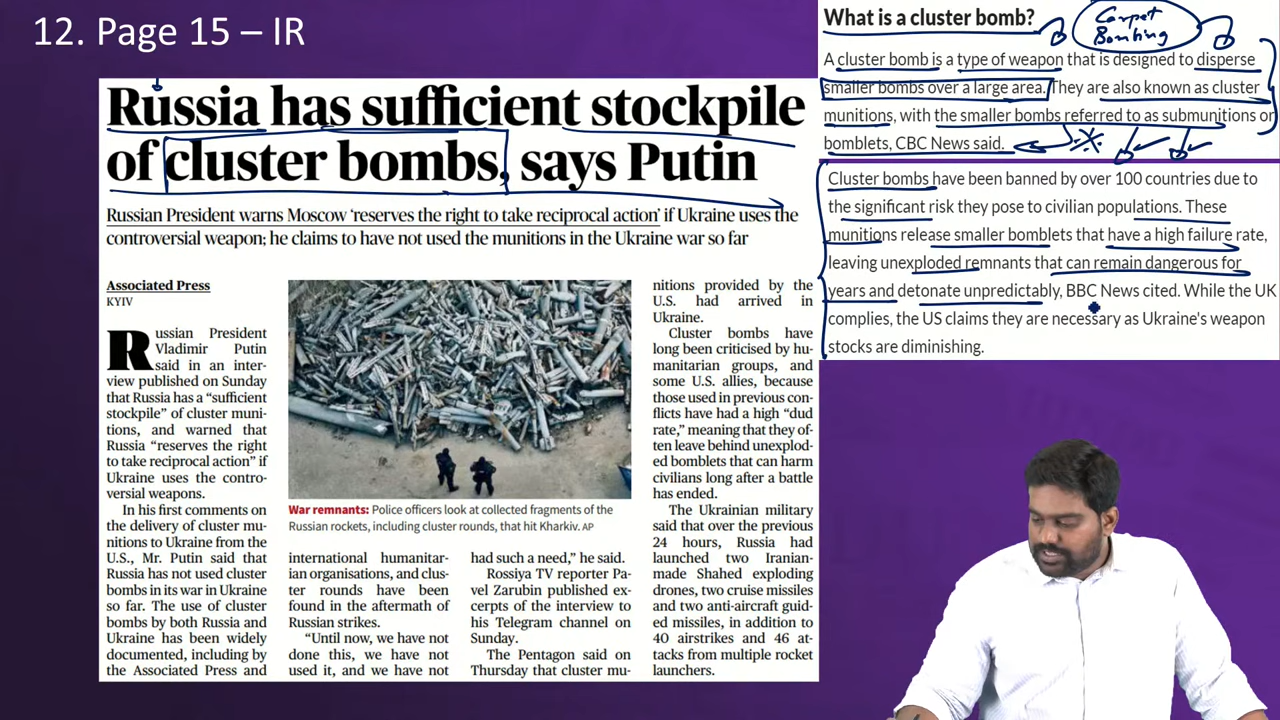 12. Page 15 – IR
Russia has sufficient stockpile
of cluster bombs, says Putin
Russian President warns Moscow ‘reserves the right to take reciprocal action’ if Ukraine uses the
controversial weapon; he claims to have not used the munitions in the Ukraine war so far
Associated Press
KYIV
Russian President
Vladimir Putin
said in an inter-
view published on Sunday
that Russia has a “sufficient
stockpile” of cluster muni-
tions, and warned that
Russia “reserves the right
to take reciprocal action” if
Ukraine uses the contro-
versial weapons.
In his first comments on
the delivery of cluster mu-
nitions to Ukraine from the
U.S., Mr. Putin said that
Russia has not used cluster
bombs in its war in Ukraine
so far. The use of cluster
bombs by both Russia and
Ukraine has been widely
documented, including by
the Associated Press and
War remnants: Police officers look at collected fragments of the
Russian rockets, including cluster rounds, that hit Kharkiv. AP
international humanitar-
ian organisations, and clus-
ter rounds have been
found in the aftermath of
Russian strikes.
“Until now, we have not
done this, we have not
used it, and we have not
had such a need,” he said.
Rossiya TV reporter Pa-
vel Zarubin published ex-
cerpts of the interview to
his Telegram channel on
Sunday.
The Pentagon said on
Thursday that cluster mu-
nitions provided by the
U.S. had arrived in
Ukraine.
Cluster bombs have
long been criticised by hu-
manitarian groups, and
some U.S. allies, because
those used in previous con-
flicts have had a high “dud
rate,” meaning that they of-
ten leave behind unexplod-
ed bomblets that can harm
civilians long after a battle
has ended.
The Ukrainian military
said that over the previous
24 hours, Russia had
launched two Iranian-
made Shahed exploding
drones, two cruise missiles
and two anti-aircraft guid-
ed missiles, in addition to
40 airstrikes and 46 at-
tacks from multiple rocket
launchers.
What is a cluster bomb?
Carpet
Bombing
A cluster bomb is a type of weapon that is designed to disperse
smaller bombs over a large area. They are also known as cluster
munitions, with the smaller bombs referred to as submunitions or
bomblets, CBC News said.
Cluster bombs have been banned by over 100 countries due to
the significant risk they pose to civilian populations. These
munitions release smaller bomblets that have a high failure rate,
leaving unexploded remnants that can remain dangerous for
years and detonate unpredictably, BBC News cited. While the UK
complies, the US claims they are necessary as Ukraine's weapon
stocks are diminishing.